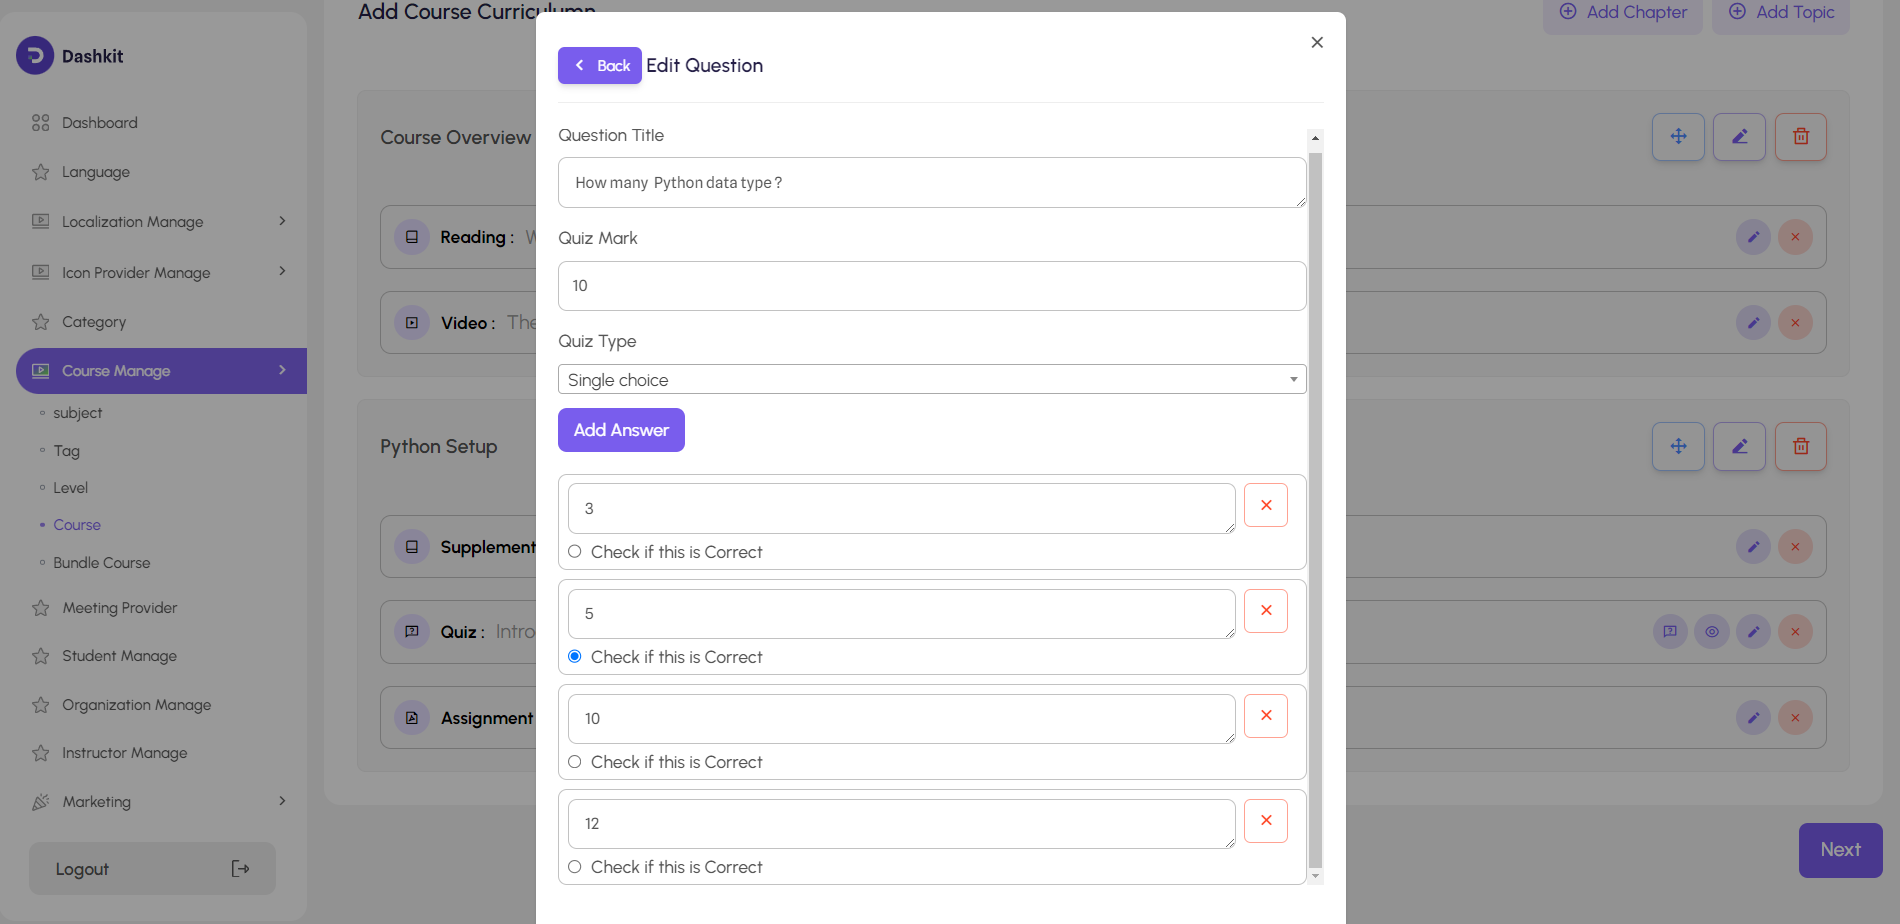 Dashkit
Dashboard
Language
Localization Manage
Icon Provider Manage
Category
Course Manage
subject
Tag
Level
Course
Bundle Course
Meeting Provider
Student Manage
Organization Manage
Instructor Manage
Marketing
Logout
Add Course Curriculumn
Add Chapter
Add Topic
Course Overview
Reading :
Video : The
Python Setup
Supplement
Quiz : Intro
Assignment
Next
Back Edit Question
Question Title
How many Python data type ?
Quiz Mark
10
Quiz Type
Single choice
Add Answer
3
Check if this is Correct
5
Check if this is Correct
10
Check if this is Correct
12
Check if this is Correct